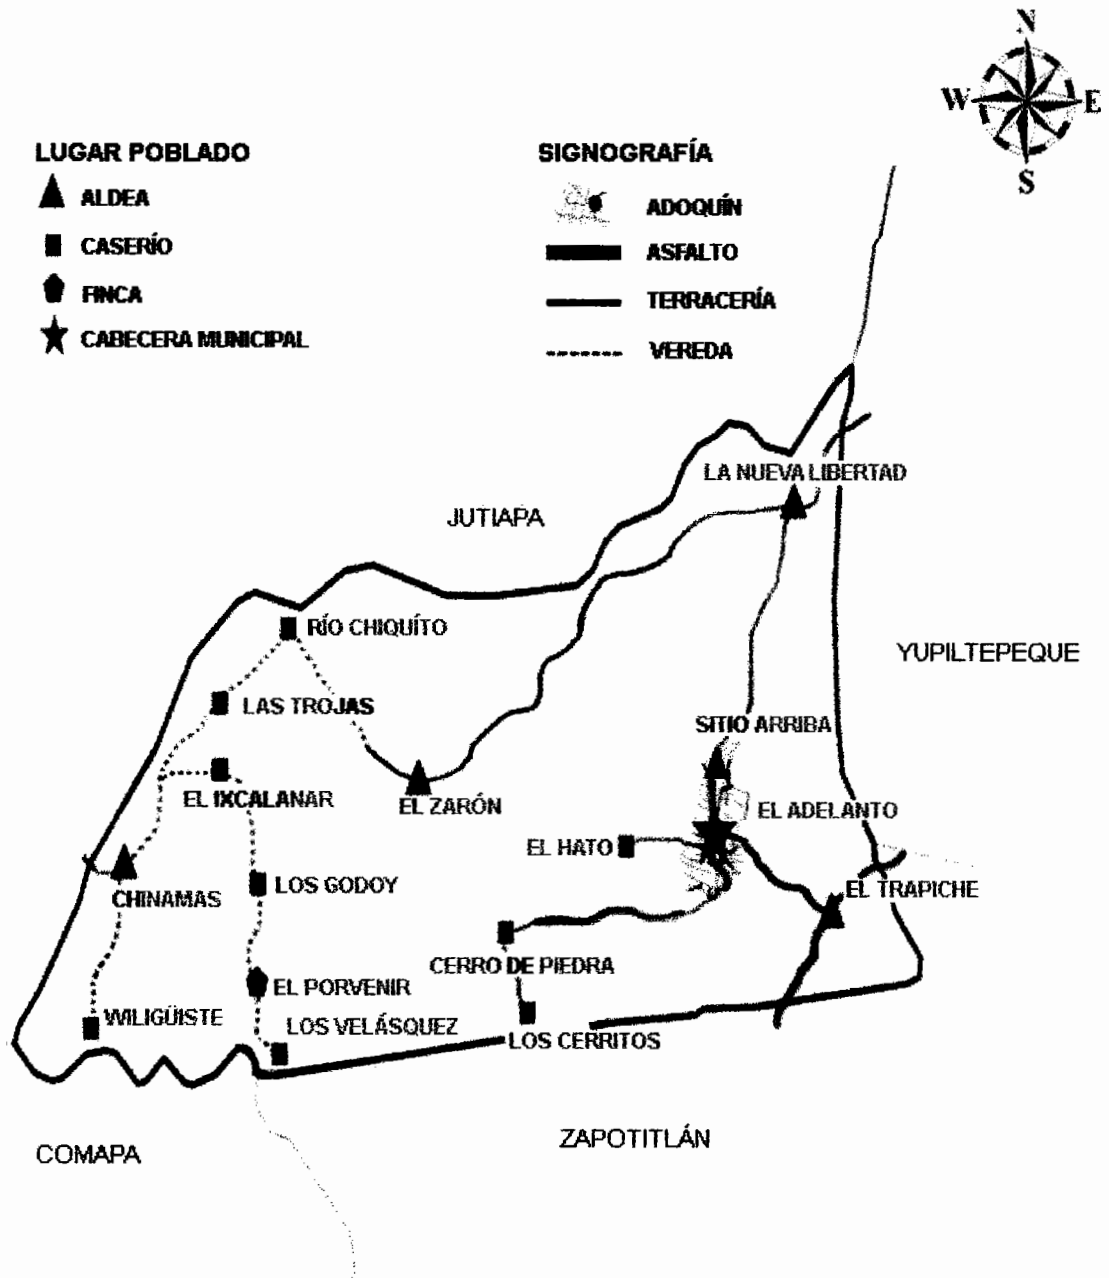 N
W E
S
LUGAR POBLADO
ALDEA
CASERÍO
FINCA
CABECERA MUNICIPAL
SIGNOGRAFÍA
ADOQUÍN
ASFALTO
TERRACERÍA
VEREDA
LA NUEVA LIBERTAD
JUTIAPA
RÍO CHIQUÍTO
YUPILTEPEQUE
LAS TROJAS
SITIO ARRIBA
EL IXCALANAR
EL ZARÓN
EL ADELANTO
EL HATO
CHINAMAS
LOS GODOY
EL TRAPICHE
CERRO DE PIEDRA
EL PORVENIR
WILIGÜISTE
LOS VELÁSQUEZ
LOS CERRITOS
COMAPA
ZAPOTITLÁN